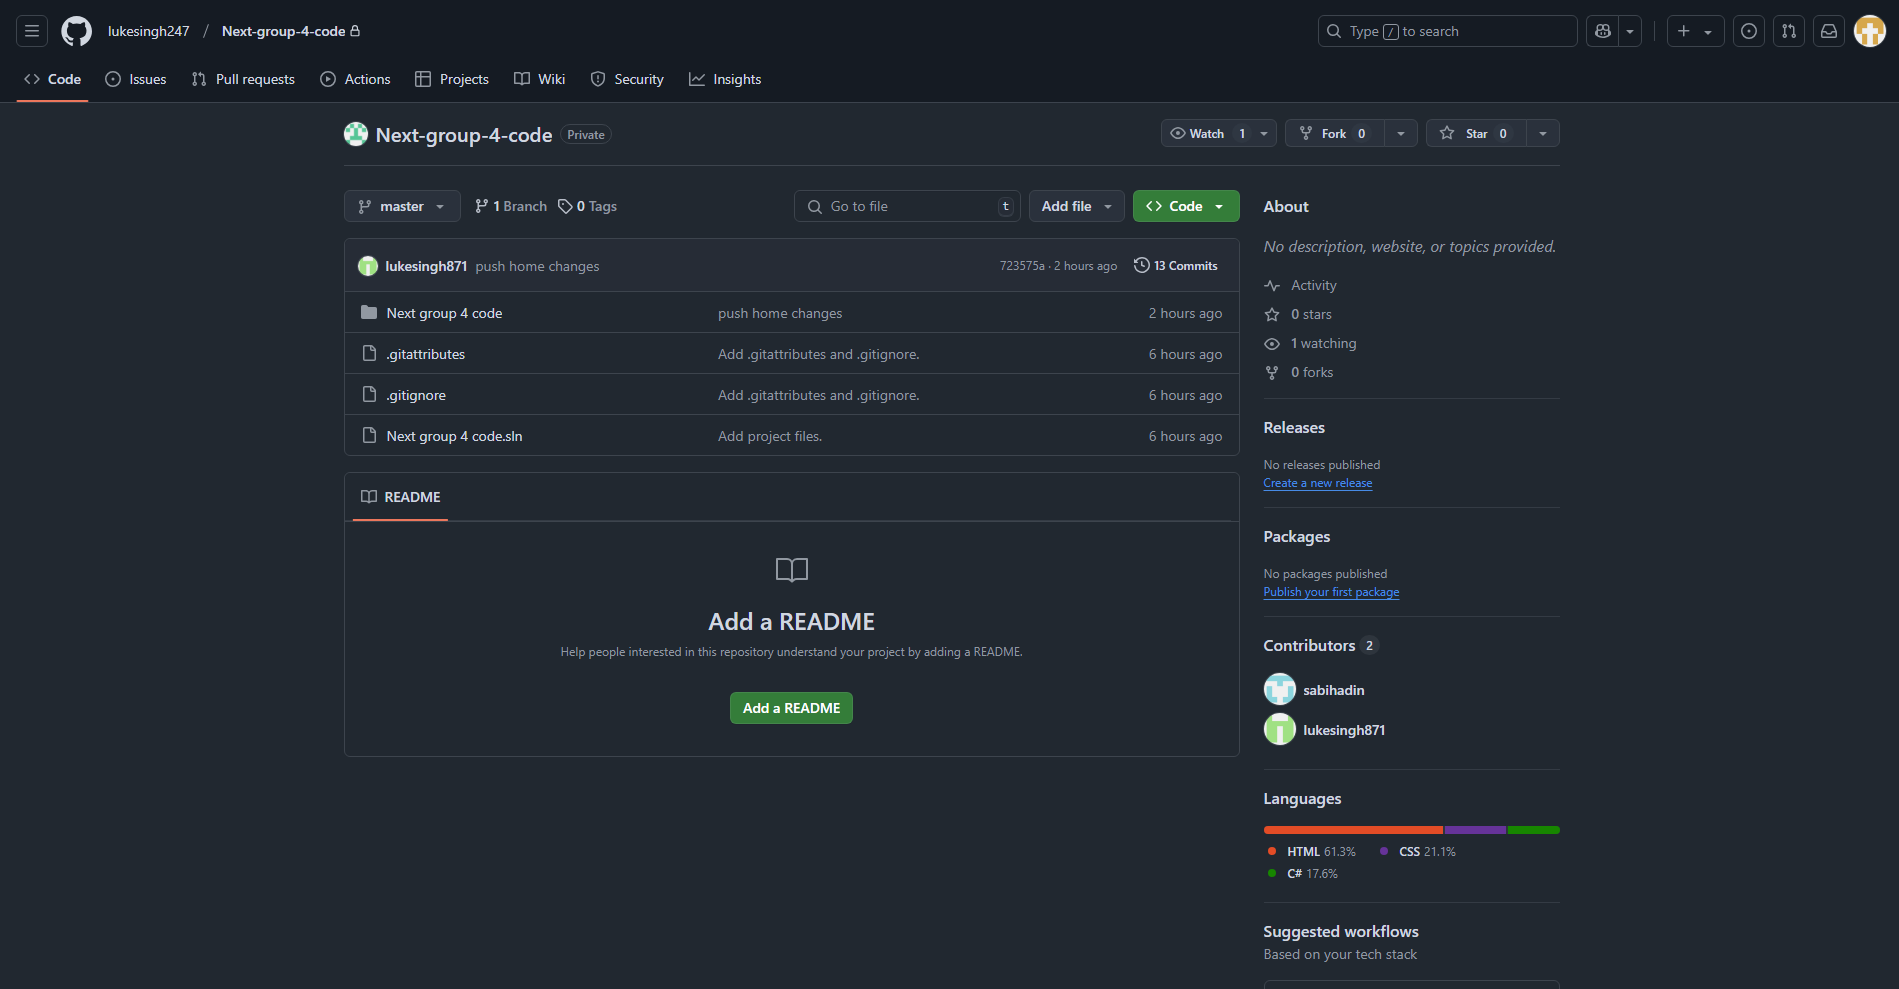 lukesingh247 / Next-group-4-code
Type / to search
Code Issues Pull requests Actions Projects Wiki Security Insights
Next-group-4-code Private
Watch 1 Fork 0 Star 0
master 1 Branch 0 Tags
Go to file t Add file Code
lukesingh871 push home changes 723575a · 2 hours ago 13 Commits
Next group 4 code push home changes 2 hours ago
.gitattributes Add .gitattributes and .gitignore. 6 hours ago
.gitignore Add .gitattributes and .gitignore. 6 hours ago
Next group 4 code.sln Add project files. 6 hours ago
README
Add a README
Help people interested in this repository understand your project by adding a README.
Add a README
About
No description, website, or topics provided.
Activity
0 stars
1 watching
0 forks
Releases
No releases published
Create a new release
Packages
No packages published
Publish your first package
Contributors 2
sabihadin
lukesingh871
Languages
HTML 61.3% CSS 21.1%
C# 17.6%
Suggested workflows
Based on your tech stack